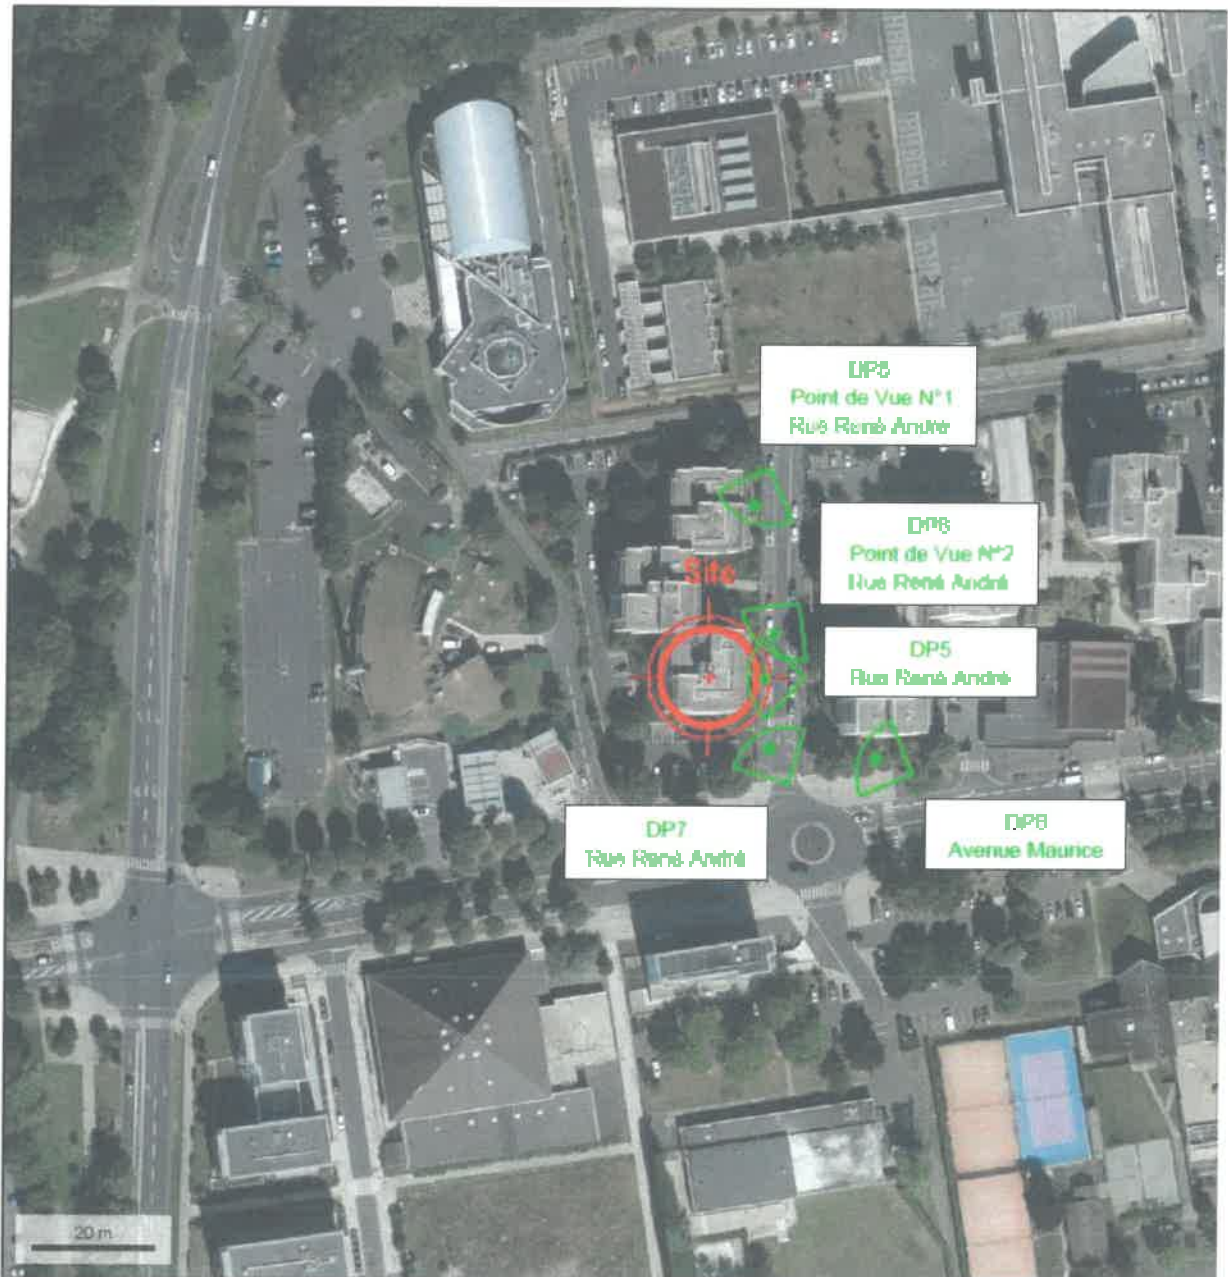 DP6
Point de Vue N°1
Rue René André
DP6
Point de Vue N°2
Rue René André
Site
DP5
Rue René André
DP7
Rue René André
DP8
Avenue Maurice
20 m